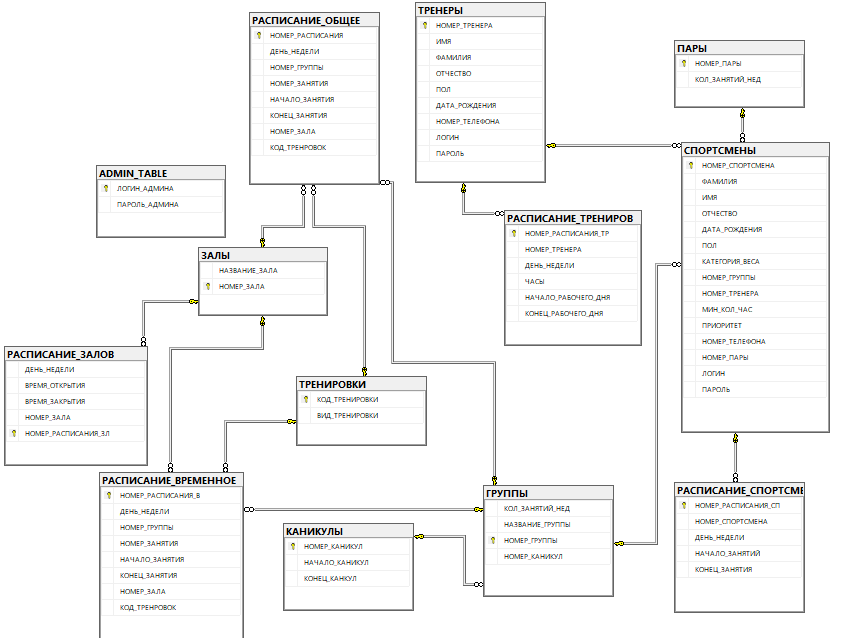 РАСПИСАНИЕ_ОБЩЕЕ
НОМЕР_РАСПИСАНИЯ
ДЕНЬ_НЕДЕЛИ
НОМЕР_ГРУППЫ
НОМЕР_ЗАНЯТИЯ
НАЧАЛО_ЗАНЯТИЯ
КОНЕЦ_ЗАНЯТИЯ
НОМЕР_ЗАЛА
КОД_ТРЕНРОВОК
ТРЕНЕРЫ
НОМЕР_ТРЕНЕРА
ИМЯ
ФАМИЛИЯ
ОТЧЕСТВО
ПОЛ
ДАТА_РОЖДЕНИЯ
НОМЕР_ТЕЛЕФОНА
ЛОГИН
ПАРОЛЬ
ПАРЫ
НОМЕР_ПАРЫ
КОЛ_ЗАНЯТИЙ_НЕД
ADMIN_TABLE
ЛОГИН_АДМИНА
ПАРОЛЬ_АДМИНА
СПОРТСМЕНЫ
НОМЕР_СПОРТСМЕНА
ФАМИЛИЯ
ИМЯ
ОТЧЕСТВО
ДАТА_РОЖДЕНИЯ
ПОЛ
КАТЕГОРИЯ_ВЕСА
НОМЕР_ГРУППЫ
НОМЕР_ТРЕНЕРА
МИН_КОЛ_ЧАС
ПРИОРИТЕТ
НОМЕР_ТЕЛЕФОНА
НОМЕР_ПАРЫ
ЛОГИН
ПАРОЛЬ
РАСПИСАНИЕ_ТРЕНИРОВ
НОМЕР_РАСПИСАНИЯ_ТР
НОМЕР_ТРЕНЕРА
ДЕНЬ_НЕДЕЛИ
ЧАСЫ
НАЧАЛО_РАБОЧЕГО_ДНЯ
КОНЕЦ_РАБОЧЕГО_ДНЯ
ЗАЛЫ
НАЗВАНИЕ_ЗАЛА
НОМЕР_ЗАЛА
РАСПИСАНИЕ_ЗАЛОВ
ДЕНЬ_НЕДЕЛИ
ВРЕМЯ_ОТКРЫТИЯ
ВРЕМЯ_ЗАКРЫТИЯ
НОМЕР_ЗАЛА
НОМЕР_РАСПИСАНИЯ_ЗЛ
ТРЕНИРОВКИ
КОД_ТРЕНИРОВКИ
ВИД_ТРЕНИРОВКИ
РАСПИСАНИЕ_ВРЕМЕННОЕ
НОМЕР_РАСПИСАНИЯ_В
ДЕНЬ_НЕДЕЛИ
НОМЕР_ГРУППЫ
НОМЕР_ЗАНЯТИЯ
НАЧАЛО_ЗАНЯТИЯ
КОНЕЦ_ЗАНЯТИЯ
НОМЕР_ЗАЛА
КОД_ТРЕНРОВОК
КАНИКУЛЫ
НОМЕР_КАНИКУЛ
НАЧАЛО_КАНИКУЛ
КОНЕЦ_КАНКУЛ
ГРУППЫ
КОЛ_ЗАНЯТИЙ_НЕД
НАЗВАНИЕ_ГРУППЫ
НОМЕР_ГРУППЫ
НОМЕР_КАНИКУЛ
РАСПИСАНИЕ_СПОРТСМЕ
НОМЕР_РАСПИСАНИЯ_СП
НОМЕР_СПОРТСМЕНА
ДЕНЬ_НЕДЕЛИ
НАЧАЛО_ЗАНЯТИЙ
КОНЕЦ_ЗАНЯТИЯ